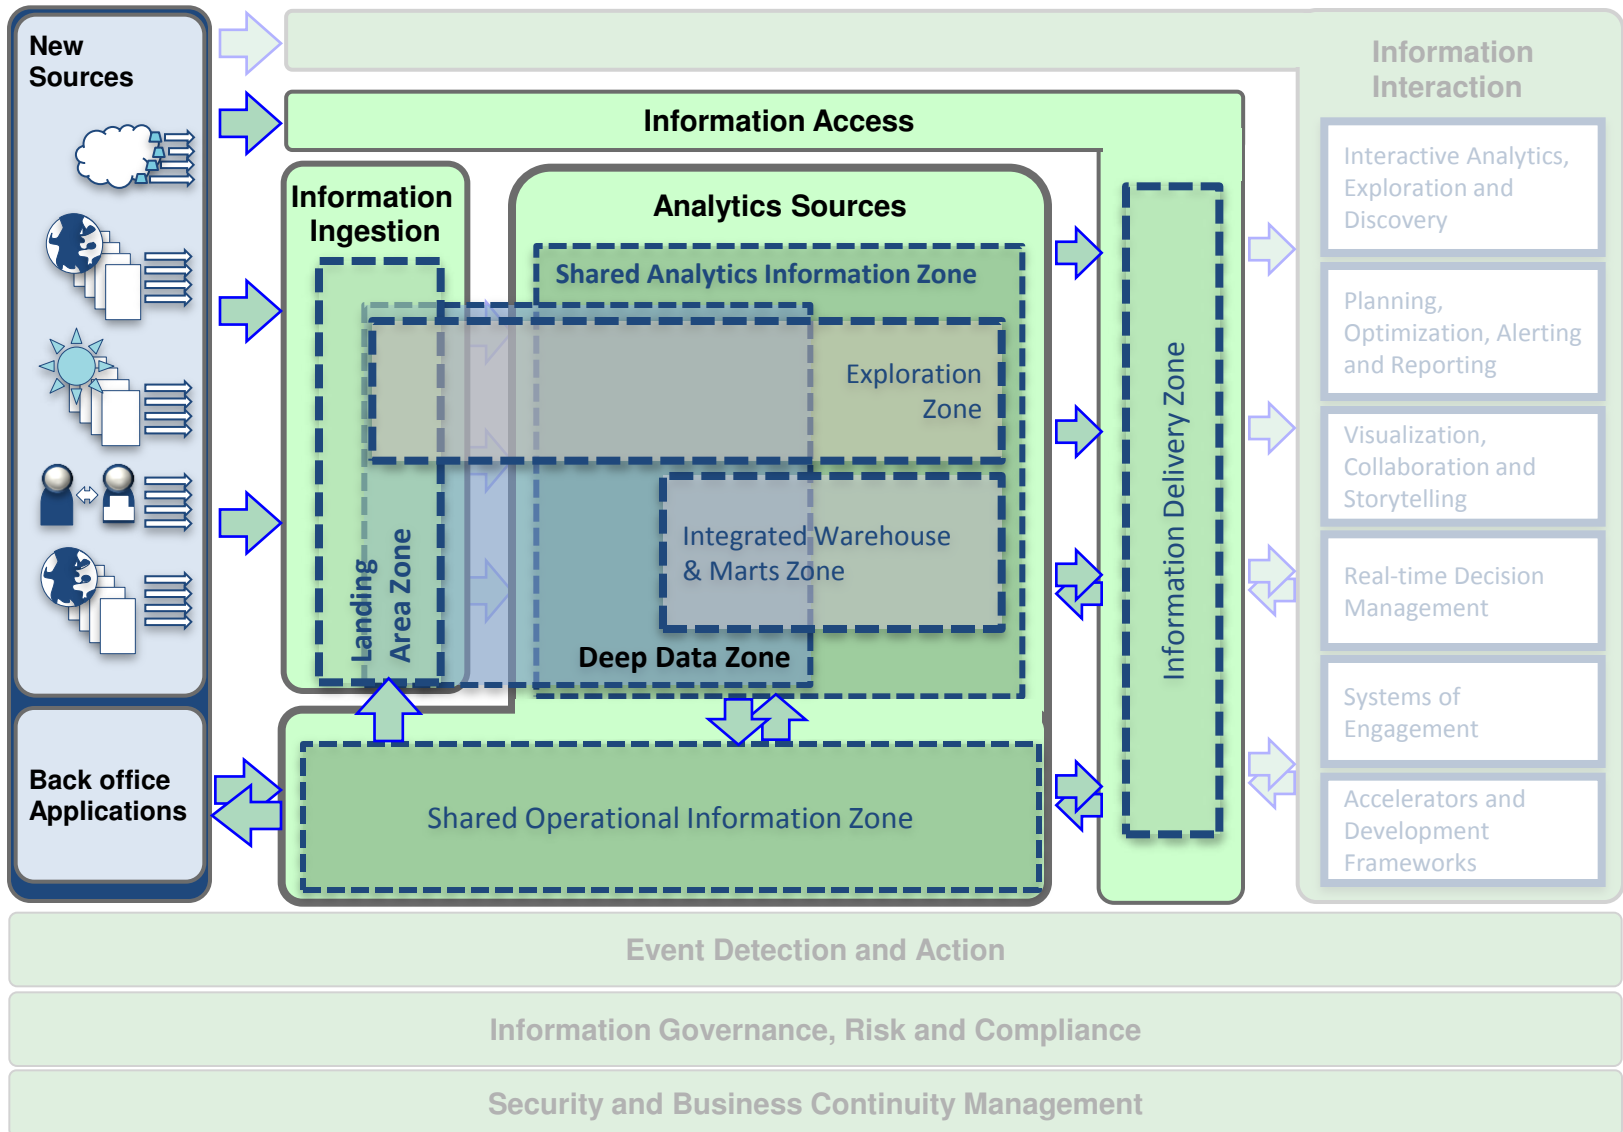 New
Sources
Back office
Applications
Information Access
Information
Ingestion
Landing
Area Zone
Analytics Sources
Shared Analytics Information Zone
Exploration
Zone
Integrated Warehouse
& Marts Zone
Deep Data Zone
Shared Operational Information Zone
Information Delivery Zone
Information
Interaction
Interactive Analytics,
Exploration and
Discovery
Planning,
Optimization, Alerting
and Reporting
Visualization,
Collaboration and
Storytelling
Real-time Decision
Management
Systems of
Engagement
Accelerators and
Development
Frameworks
Event Detection and Action
Information Governance, Risk and Compliance
Security and Business Continuity Management